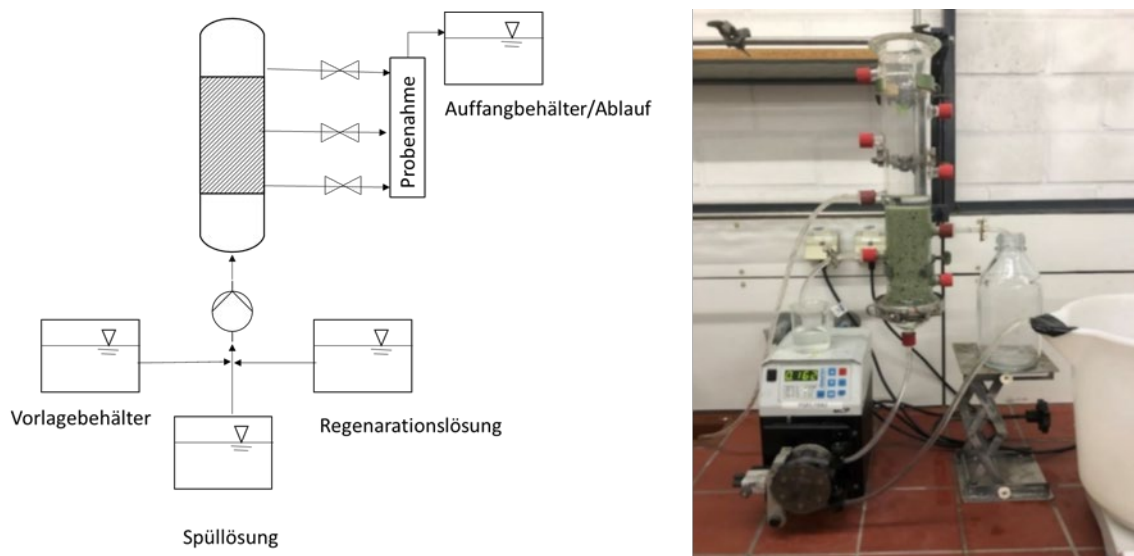 Probenahme
Auffangbehälter/Ablauf
Vorlagebehälter
Regenarationslösung
Spüllösung